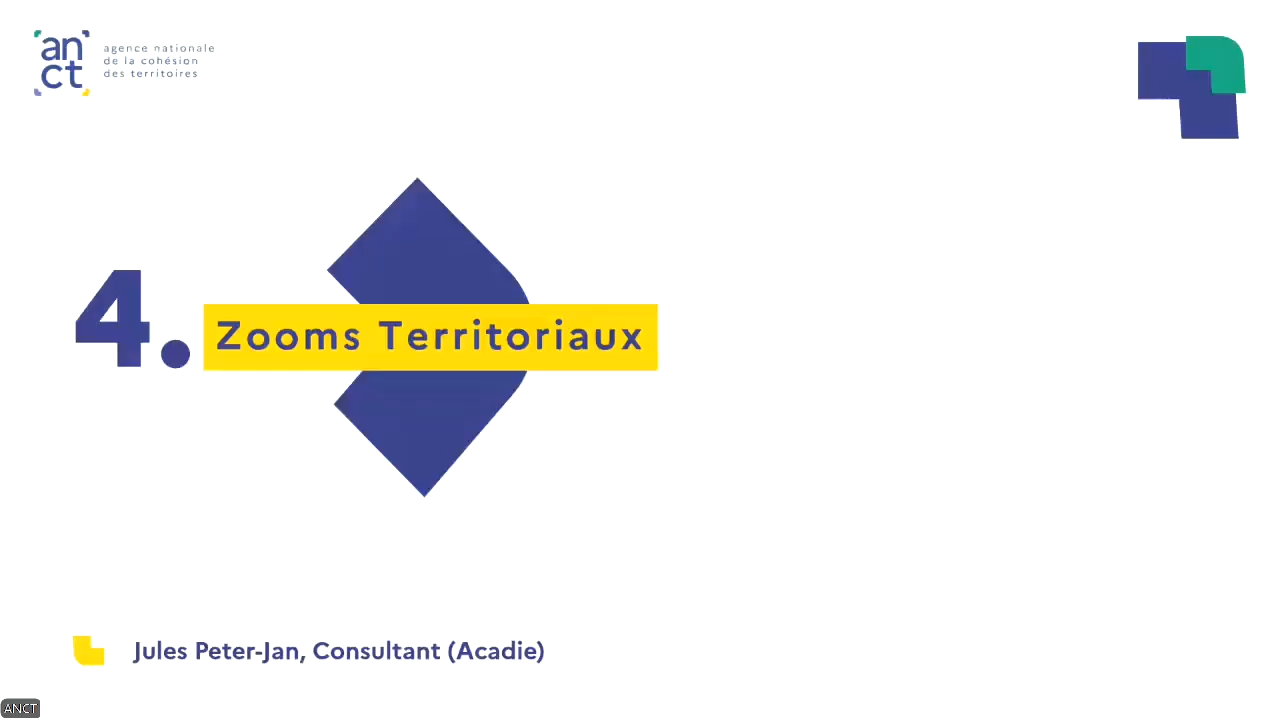 an
ct
agence nationale
de la cohésion
des territoires
4. Zooms Territoriaux
Jules Peter-Jan, Consultant (Acadie)
ANCT